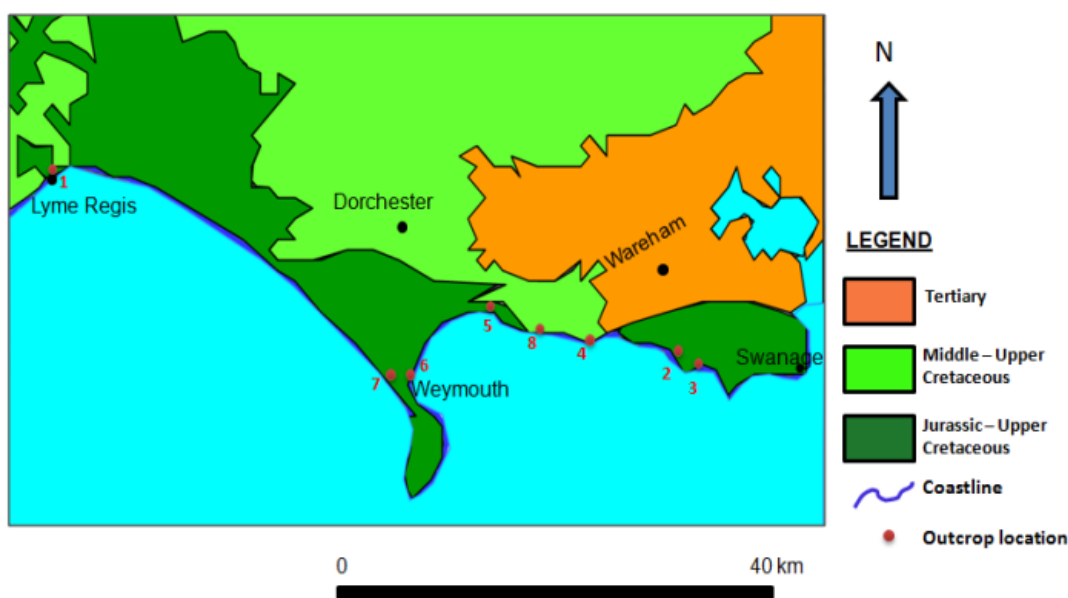 N
Dorchester
1
Lyme Regis
Wareham
LEGEND
Tertiary
5
8
4
Middle – Upper
Cretaceous
2
3
Swanage
7
6
Weymouth
Jurassic – Upper
Cretaceous
Coastline
Outcrop location
0
40 km